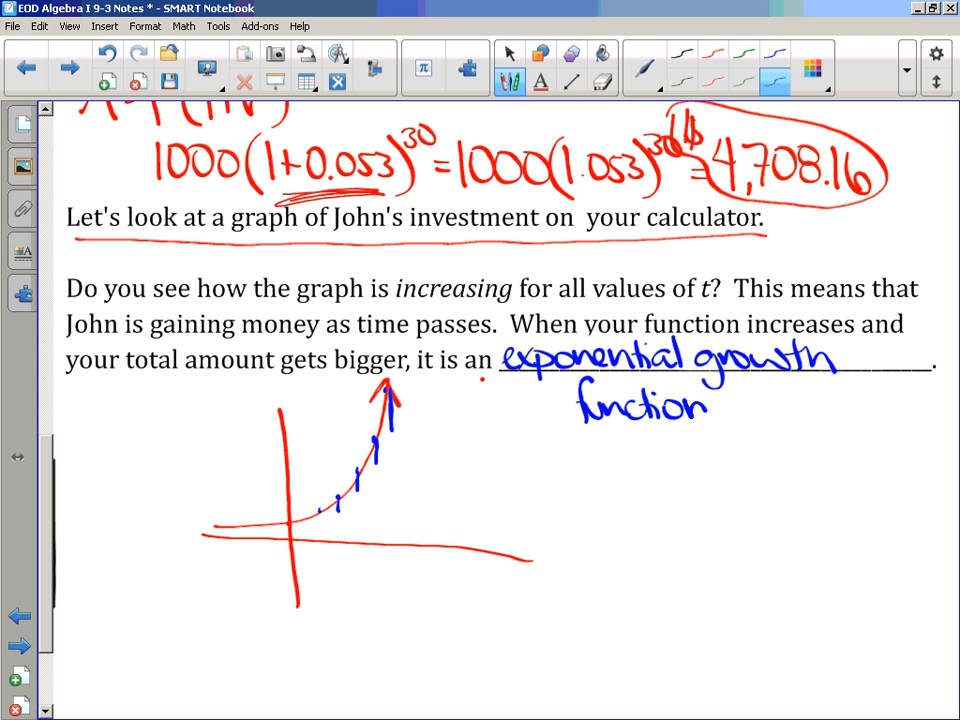 EOD Algebra I 9-3 Notes * - SMART Notebook
File Edit View Insert Format Math Tools Add-ons Help
1000(1+0.053)^30 = 1000(1.053)^30 = 4,708.16
Let's look at a graph of John's investment on your calculator.
Do you see how the graph is increasing for all values of t? This means that
John is gaining money as time passes. When your function increases and
your total amount gets bigger, it is an exponential growth.
function